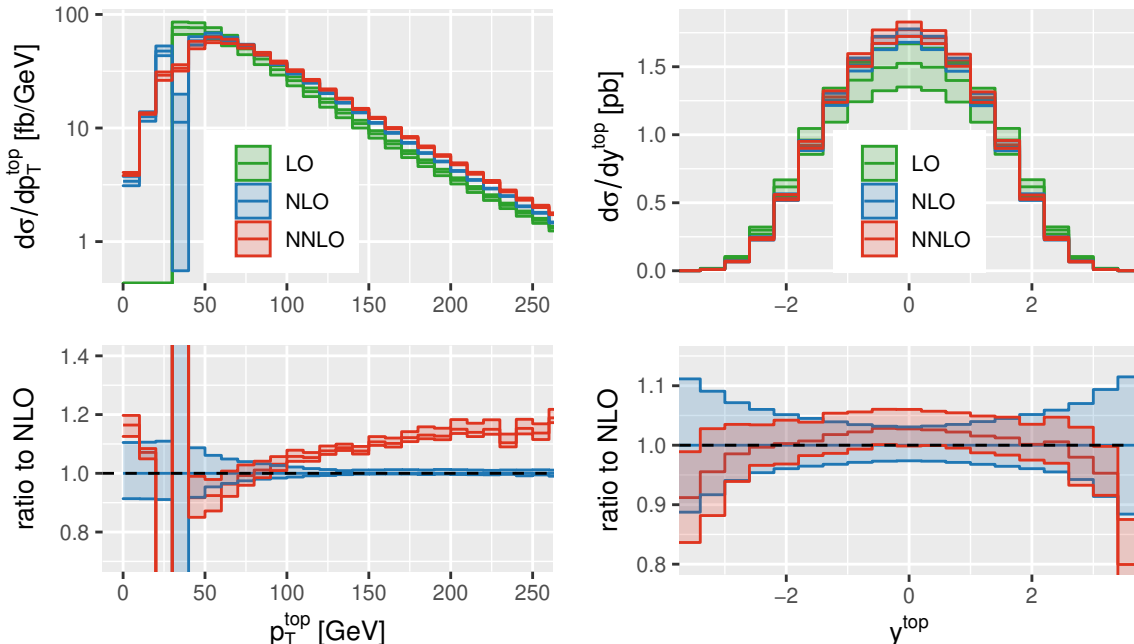 dσ/dp_T^top [fb/GeV]
100
10
1
LO
NLO
NNLO
0 50 100 150 200 250
dσ/dy^top [pb]
1.5
1.0
0.5
0.0
LO
NLO
NNLO
−2 0 2
ratio to NLO
1.4
1.2
1.0
0.8
0 50 100 150 200 250
p_T^top [GeV]
ratio to NLO
1.1
1.0
0.9
0.8
−2 0 2
y^top